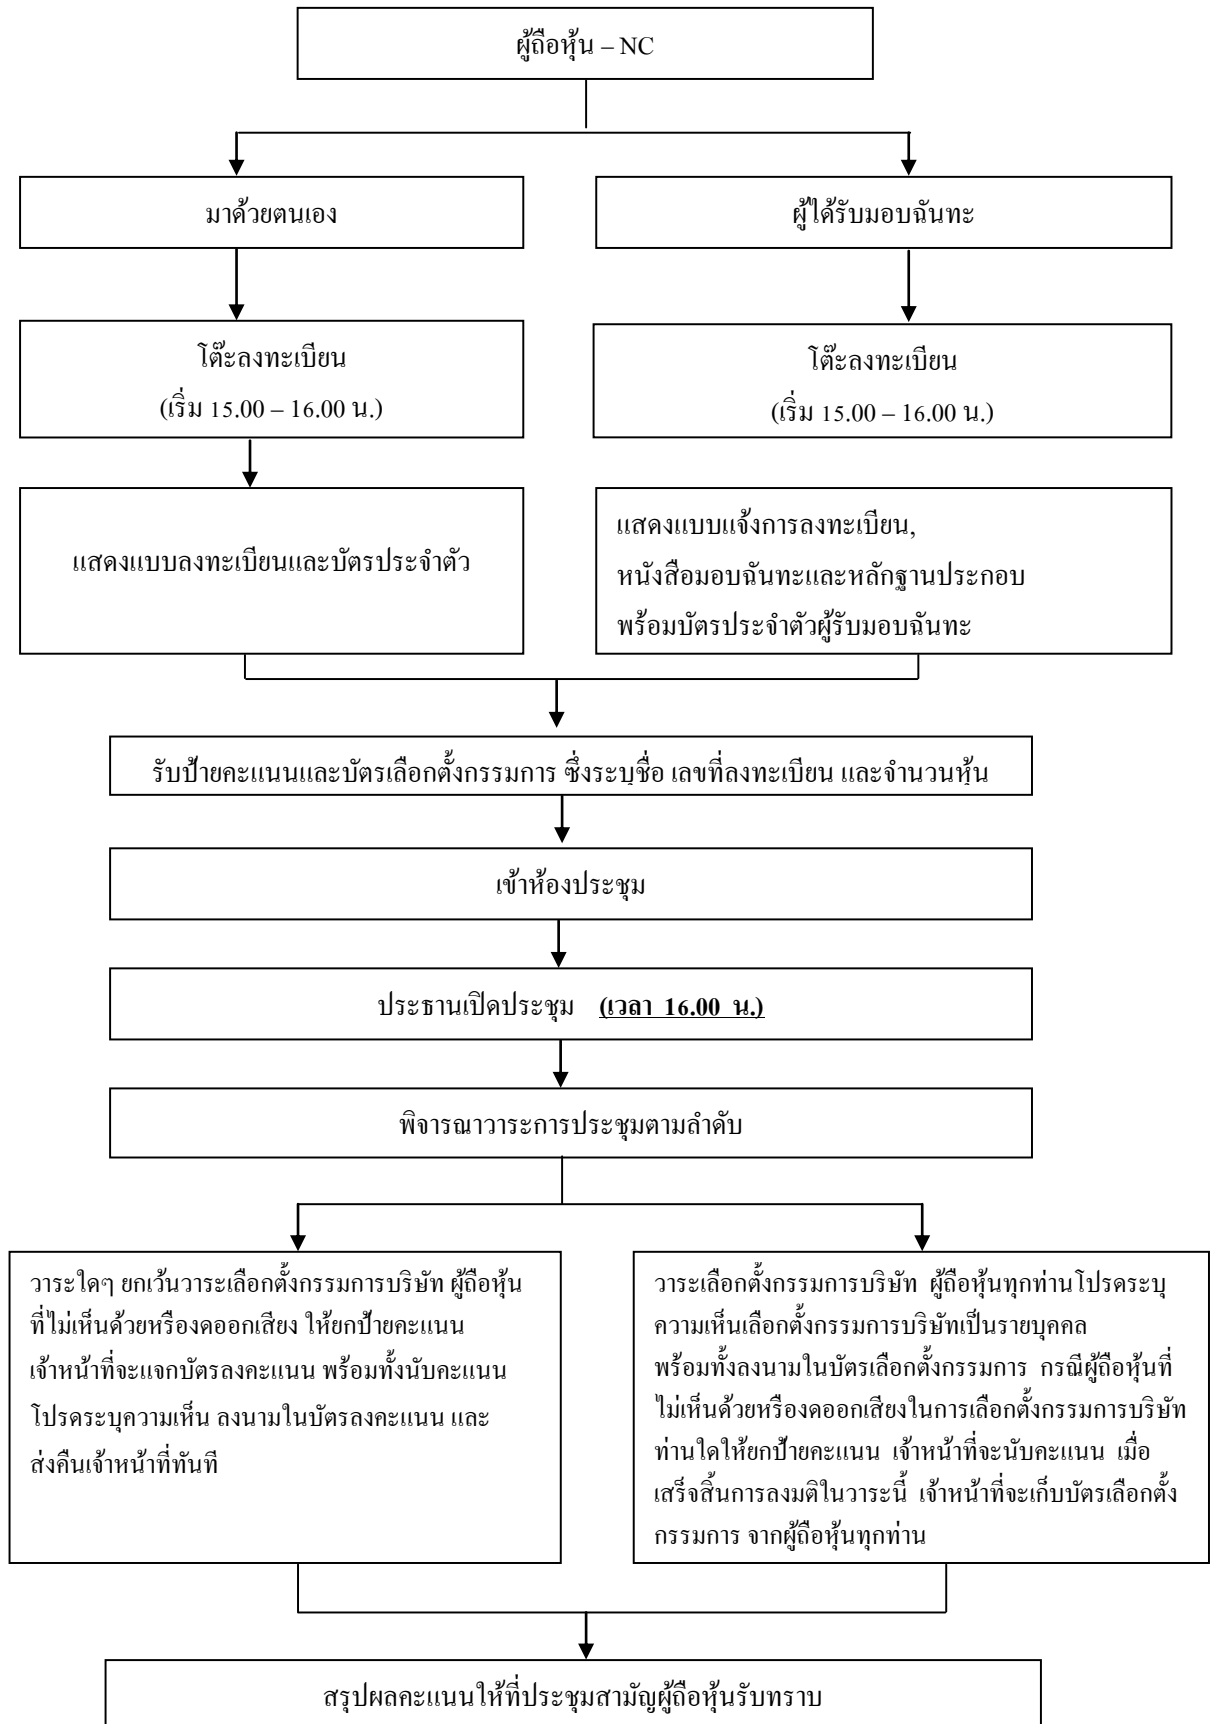 ผู้ถือหุ้น – NC
มาด้วยตนเอง
ผู้ได้รับมอบฉันทะ
โต๊ะลงทะเบียน
(เริ่ม 15.00 – 16.00 น.)
โต๊ะลงทะเบียน
(เริ่ม 15.00 – 16.00 น.)
แสดงแบบลงทะเบียนและบัตรประจำตัว
แสดงแบบแจ้งการลงทะเบียน,
หนังสือมอบฉันทะและหลักฐานประกอบ
พร้อมบัตรประจำตัวผู้รับมอบฉันทะ
รับป้ายคะแนนและบัตรเลือกตั้งกรรมการ ซึ่งระบุชื่อ เลขที่ลงทะเบียน และจำนวนหุ้น
เข้าห้องประชุม
ประธานเปิดประชุม (เวลา 16.00 น.)
พิจารณาวาระการประชุมตามลำดับ
วาระใดๆ ยกเว้นวาระเลือกตั้งกรรมการบริษัท ผู้ถือหุ้น
ที่ไม่เห็นด้วยหรืองดออกเสียง ให้ยกป้ายคะแนน
เจ้าหน้าที่จะแจกบัตรลงคะแนน พร้อมทั้งนับคะแนน
โปรดระบุความเห็น ลงนามในบัตรลงคะแนน และ
ส่งคืนเจ้าหน้าที่ทันที
วาระเลือกตั้งกรรมการบริษัท ผู้ถือหุ้นทุกท่านโปรดระบุ
ความเห็นเลือกตั้งกรรมการบริษัทเป็นรายบุคคล
พร้อมทั้งลงนามในบัตรเลือกตั้งกรรมการ กรณีผู้ถือหุ้นที่
ไม่เห็นด้วยหรืองดออกเสียงในการเลือกตั้งกรรมการบริษัท
ท่านใดให้ยกป้ายคะแนน เจ้าหน้าที่จะนับคะแนน เมื่อ
เสร็จสิ้นการลงมติในวาระนี้ เจ้าหน้าที่จะเก็บบัตรเลือกตั้ง
กรรมการ จากผู้ถือหุ้นทุกท่าน
สรุปผลคะแนนให้ที่ประชุมสามัญผู้ถือหุ้นรับทราบ